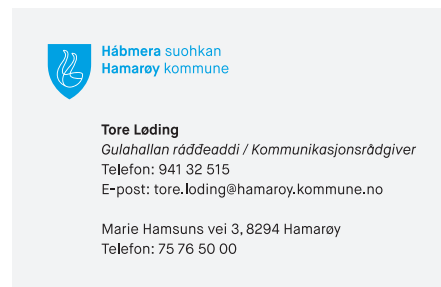 Hábmera suohkan
Hamarøy kommune
Tore Løding
Gulahallan ráđđeaddi / Kommunikasjonsrådgiver
Telefon: 941 32 515
E-post: tore.loding@hamaroy.kommune.no
Marie Hamsuns vei 3, 8294 Hamarøy
Telefon: 75 76 50 00